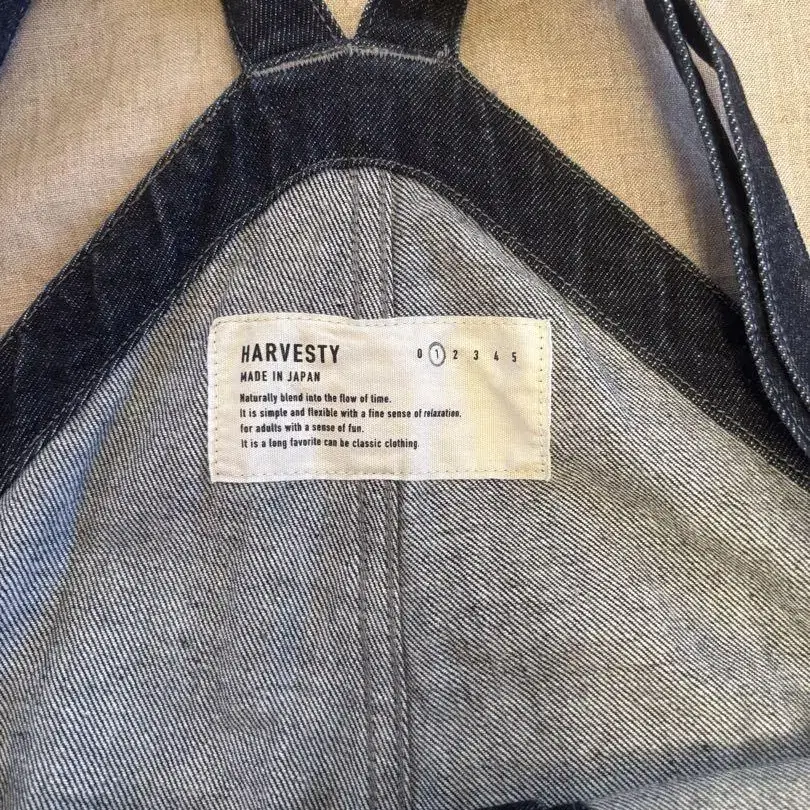 HARVESTY 0 1 2 3 4 5
MADE IN JAPAN
Naturally blend into the flow of time.
It is simple and flexible with a fine sense of relaxation,
for adults with a sense of fun.
It is a long favorite can be classic clothing.